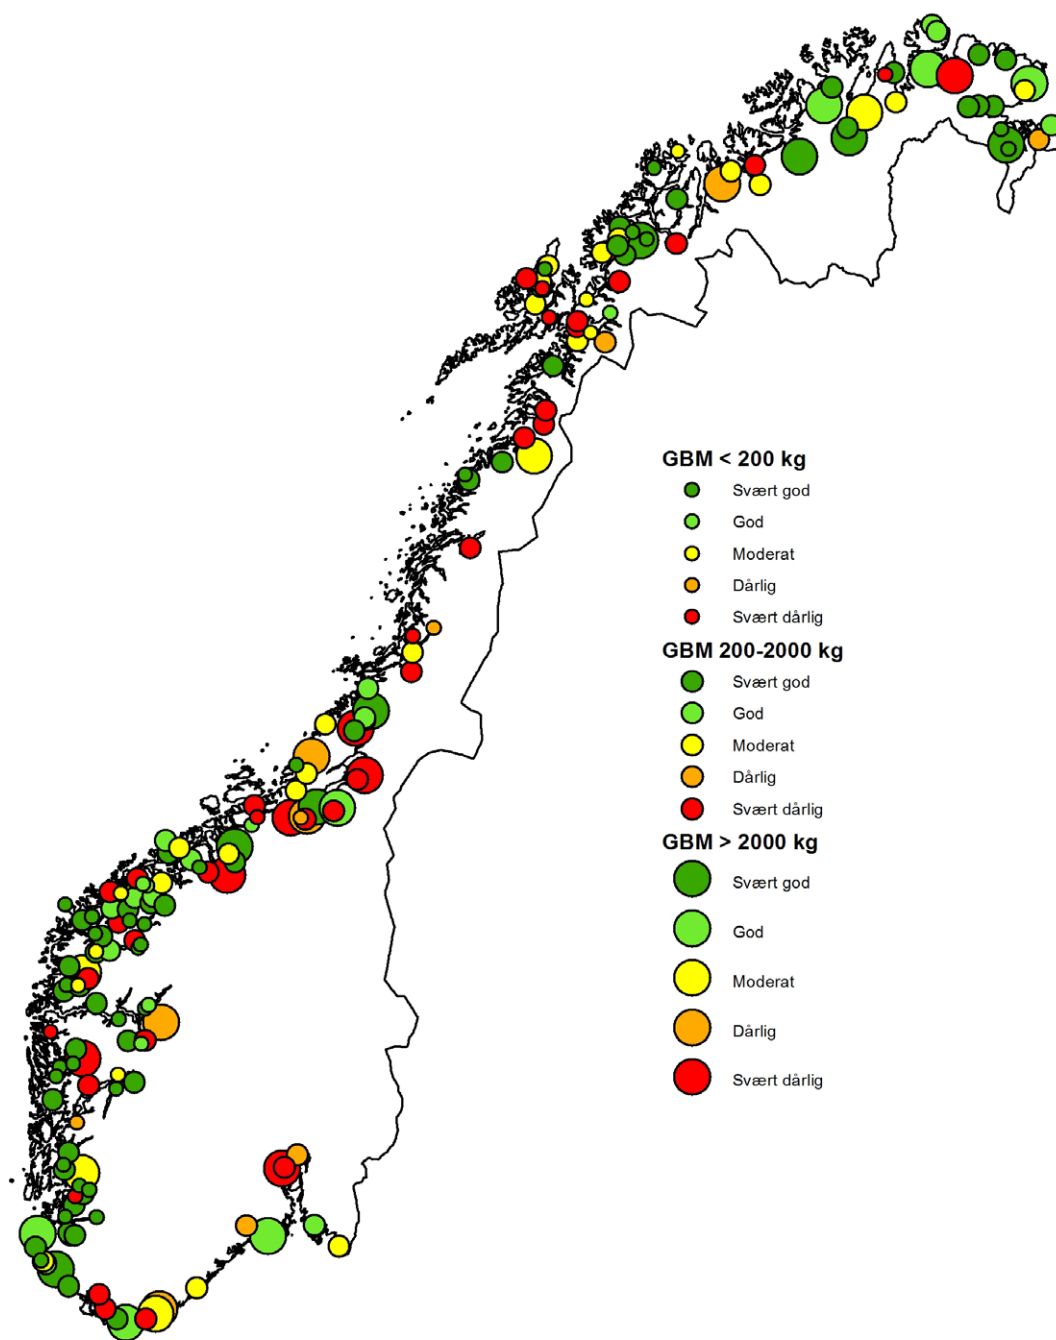 GBM < 200 kg
Svært god
God
Moderat
Dårlig
Svært dårlig
GBM 200-2000 kg
Svært god
God
Moderat
Dårlig
Svært dårlig
GBM > 2000 kg
Svært god
God
Moderat
Dårlig
Svært dårlig